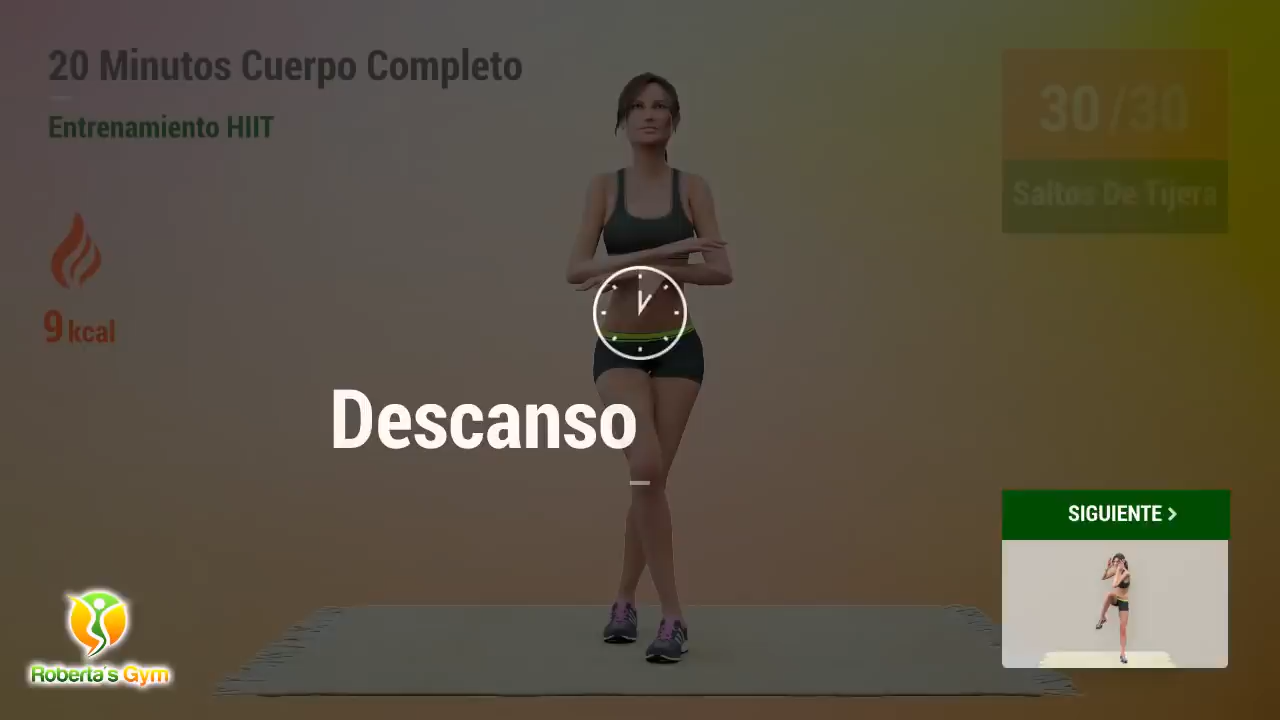 20 Minutos Cuerpo Completo
Entrenamiento HIIT
30/30
Saltos De Tijera
9 kcal
Descanso
SIGUIENTE >
Roberta's Gym